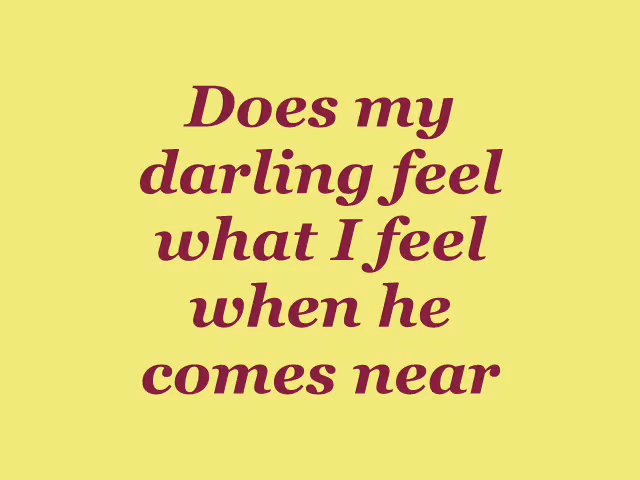 Does my
darling feel
what I feel
when he
comes near